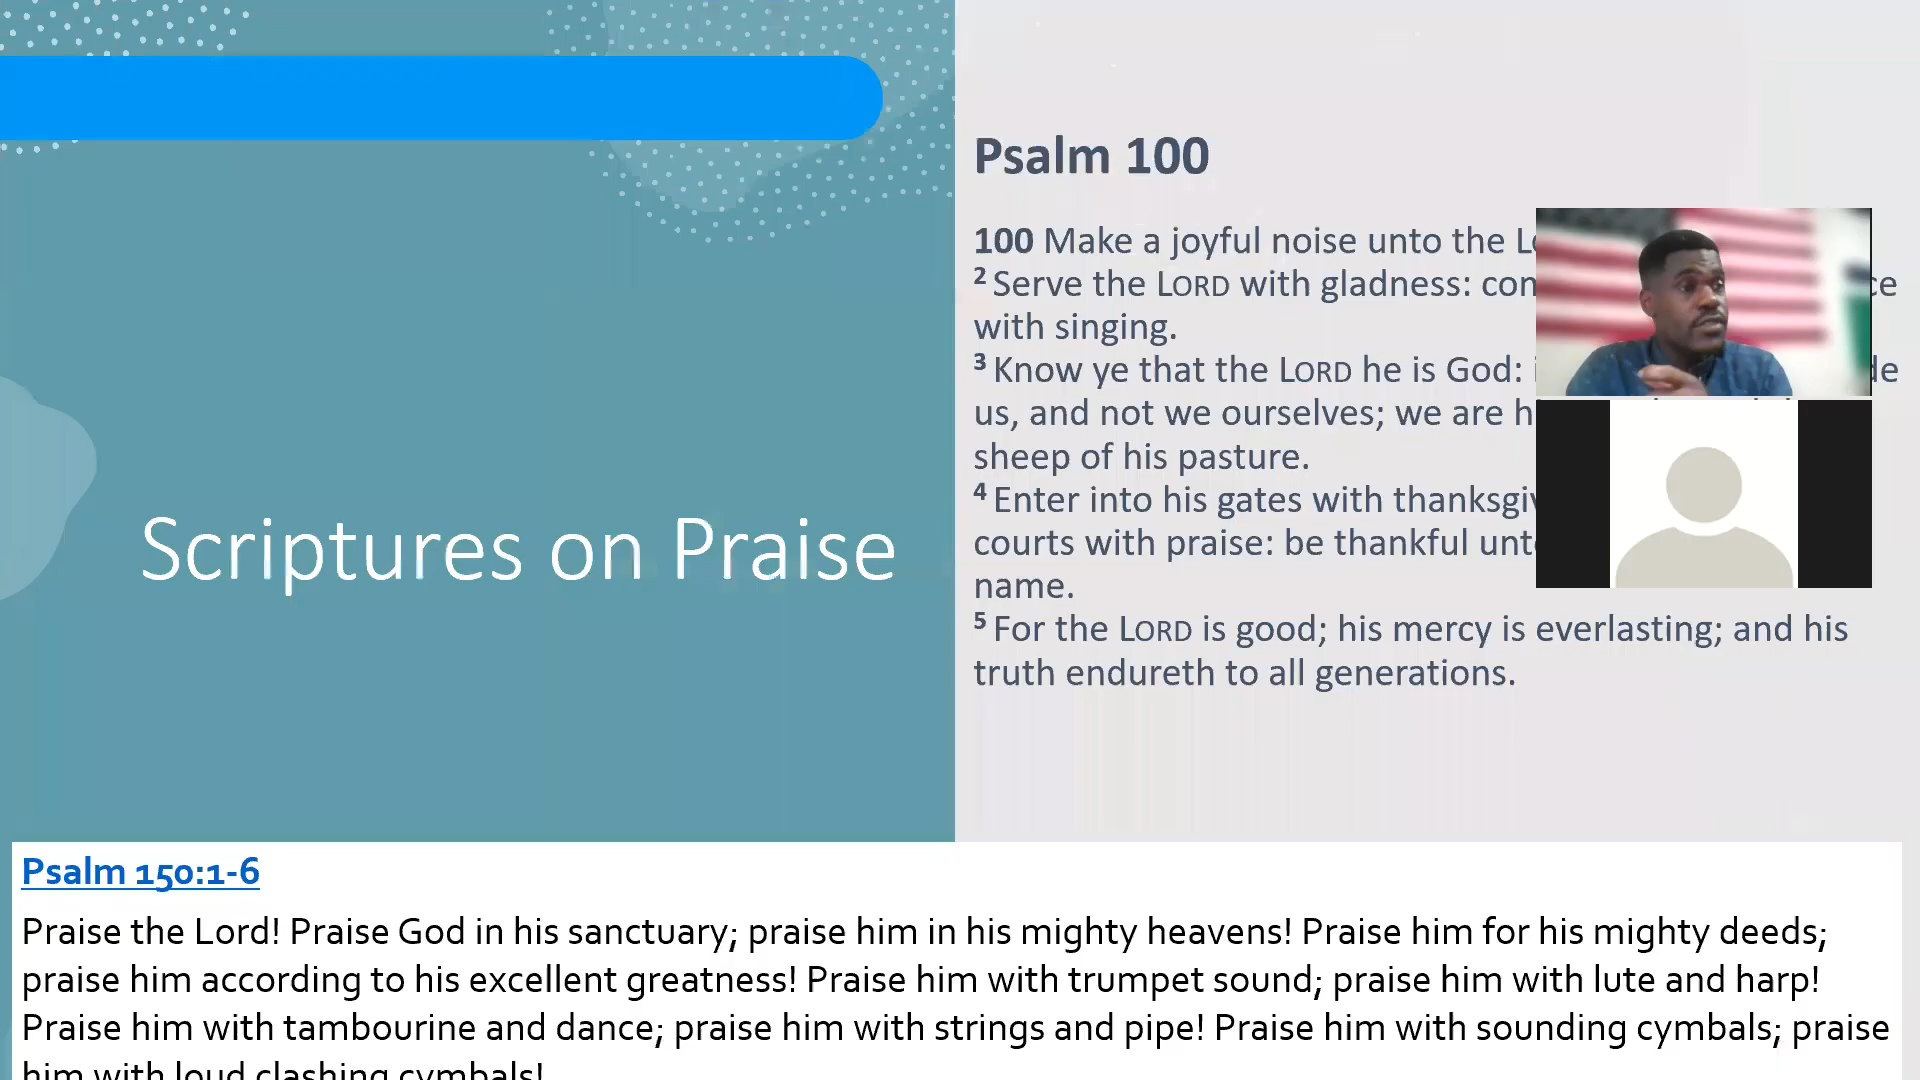 Scriptures on Praise
Psalm 100
100 Make a joyful noise unto the
2 Serve the LORD with gladness:
with singing.
3 Know ye that the LORD he is God:
us, and not we ourselves; we are
sheep of his pasture.
4 Enter into his gates with
courts with praise: be thankful
name.
5 For the LORD is good; his mercy is everlasting; and his
truth endureth to all generations.
Psalm 150:1-6
Praise the Lord! Praise God in his sanctuary; praise him in his mighty heavens! Praise him for his mighty deeds;
praise him according to his excellent greatness! Praise him with trumpet sound; praise him with lute and harp!
Praise him with tambourine and dance; praise him with strings and pipe! Praise him with sounding cymbals; praise
him with loud clashing cymbals!